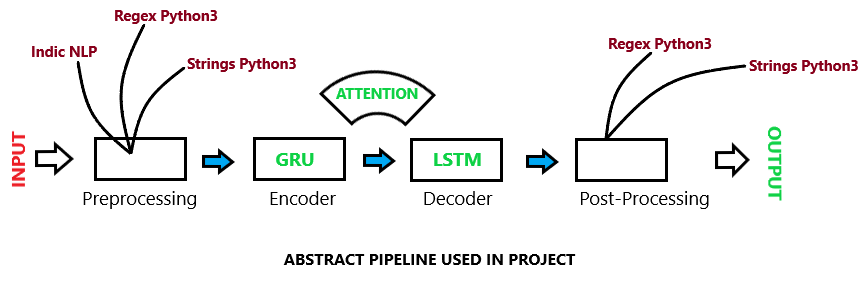 Regex Python3
Indic NLP
Strings Python3
Regex Python3
Strings Python3
ATTENTION
INPUT
GRU
LSTM
OUTPUT
Preprocessing
Encoder
Decoder
Post-Processing
ABSTRACT PIPELINE USED IN PROJECT